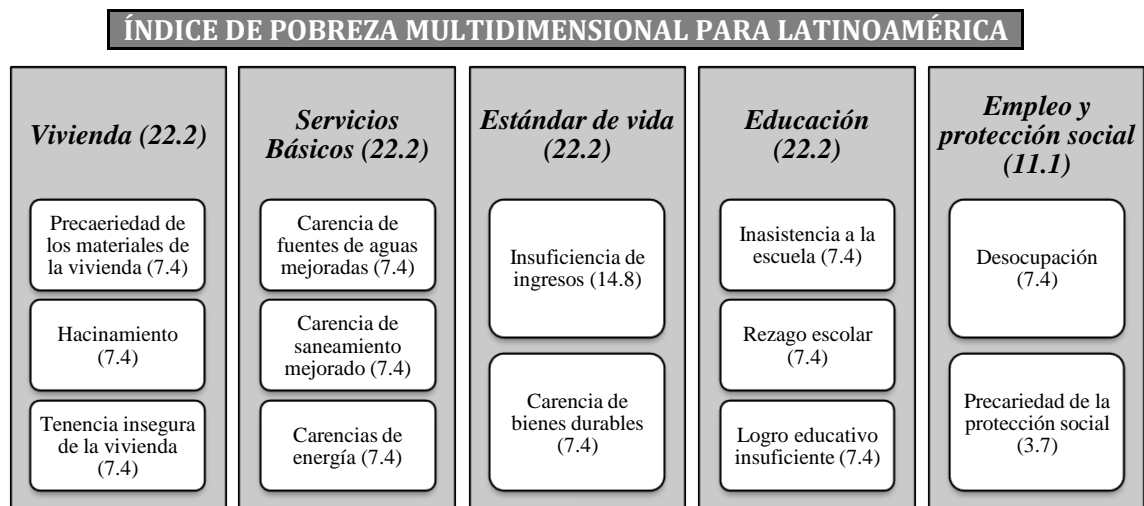 ÍNDICE DE POBREZA MULTIDIMENSIONAL PARA LATINOAMÉRICA
Vivienda (22.2)
Precaeriedad de
los materiales de
la vivienda (7.4)
Hacinamiento
(7.4)
Tenencia insegura
de la vivienda
(7.4)
Servicios
Básicos (22.2)
Carencia de
fuentes de aguas
mejoradas (7.4)
Carencia de
saneamiento
mejorado (7.4)
Carencias de
energía (7.4)
Estándar de vida
(22.2)
Insuficiencia de
ingresos (14.8)
Carencia de
bienes durables
(7.4)
Educación
(22.2)
Inasistencia a la
escuela (7.4)
Rezago escolar
(7.4)
Logro educativo
insuficiente (7.4)
Empleo y
protección social
(11.1)
Desocupación
(7.4)
Precariedad de la
protección social
(3.7)